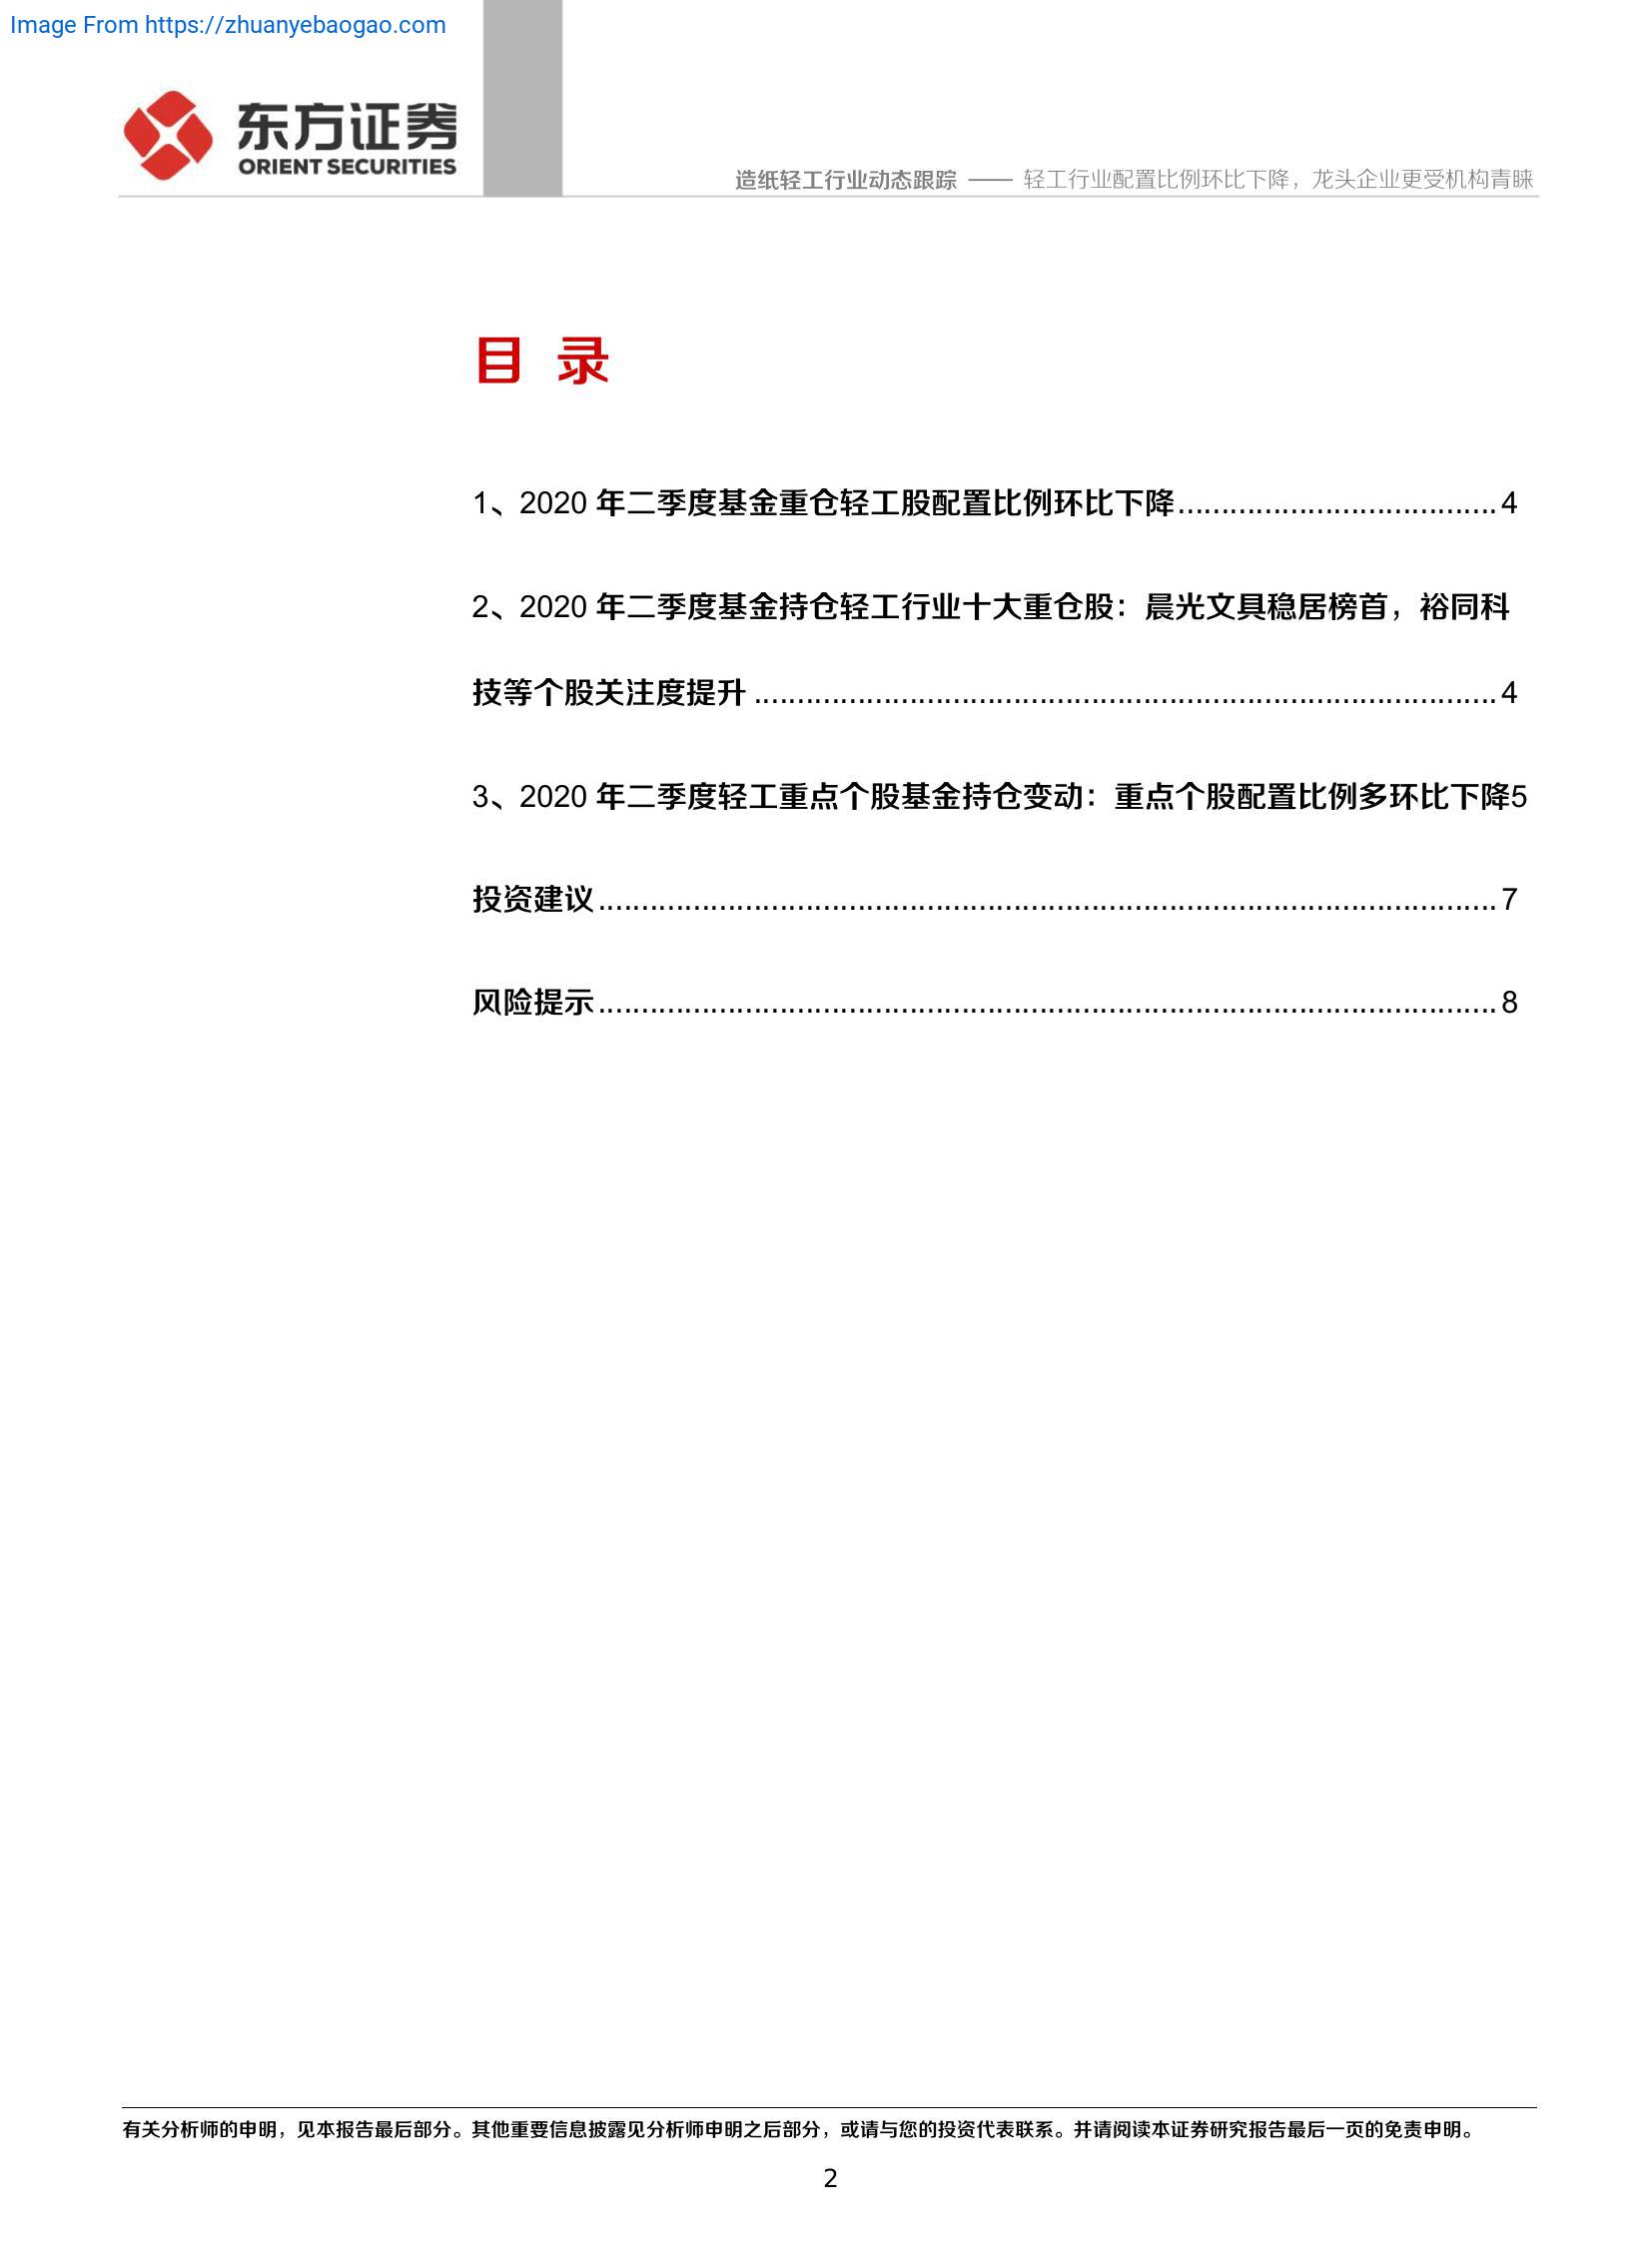 Image From https://zhuanyebaogao.com
东方证券
ORIENT SECURITIES
造纸轻工行业动态跟踪 —— 轻工行业配置比例环比下降，龙头企业更受机构青睐
目 录
1、2020 年二季度基金重仓轻工股配置比例环比下降.....................................4
2、2020 年二季度基金持仓轻工行业十大重仓股：晨光文具稳居榜首，裕同科
技等个股关注度提升.....................................................................................4
3、2020 年二季度轻工重点个股基金持仓变动：重点个股配置比例多环比下降5
投资建议.......................................................................................................7
风险提示.......................................................................................................8
有关分析师的申明，见本报告最后部分。其他重要信息披露见分析师申明之后部分，或请与您的投资代表联系。并请阅读本证券研究报告最后一页的免责申明。
2